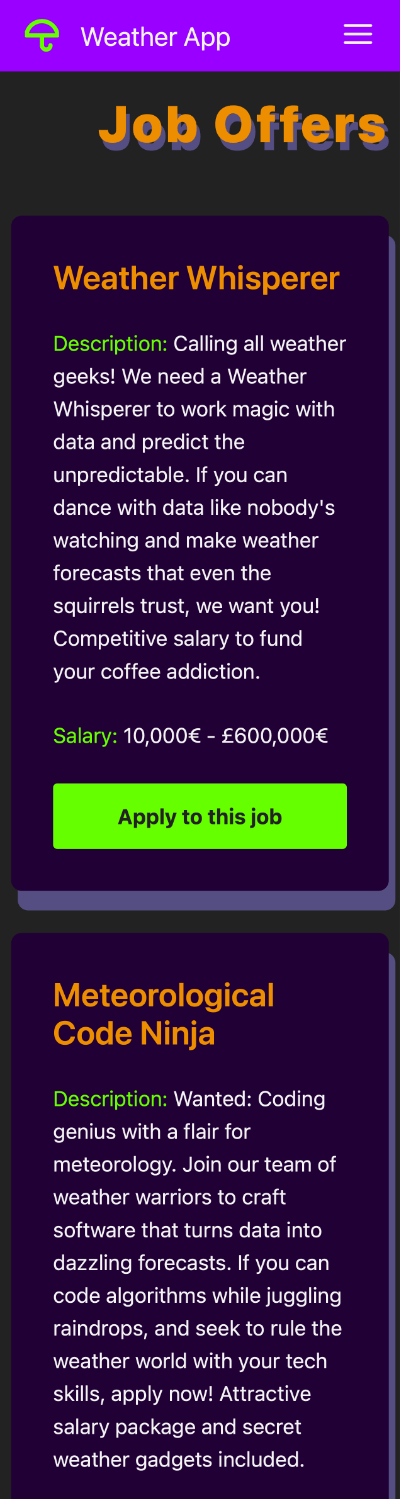 Weather App
Job Offers
Weather Whisperer
Description: Calling all weather
geeks! We need a Weather
Whisperer to work magic with
data and predict the
unpredictable. If you can
dance with data like nobody's
watching and make weather
forecasts that even the
squirrels trust, we want you!
Competitive salary to fund
your coffee addiction.
Salary: 10,000€ - £600,000€
Apply to this job
Meteorological
Code Ninja
Description: Wanted: Coding
genius with a flair for
meteorology. Join our team of
weather warriors to craft
software that turns data into
dazzling forecasts. If you can
code algorithms while juggling
raindrops, and seek to rule the
weather world with your tech
skills, apply now! Attractive
salary package and secret
weather gadgets included.